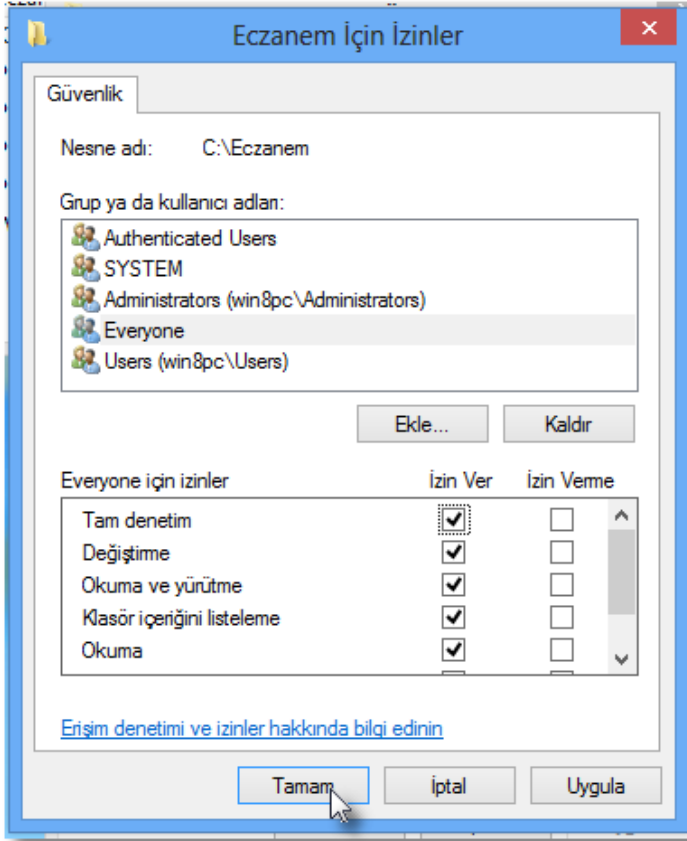 Eczanem İçin İzinler
Güvenlik
Nesne adı: C:\Eczanem
Grup ya da kullanıcı adları:
Authenticated Users
SYSTEM
Administrators (win8pc\Administrators)
Everyone
Users (win8pc\Users)
Ekle... Kaldır
Everyone için izinler İzin Ver İzin Verme
Tam denetim
Değiştirme
Okuma ve yürütme
Klasör içeriğini listeleme
Okuma
Erişim denetimi ve izinler hakkında bilgi edinin
Tamam İptal Uygula